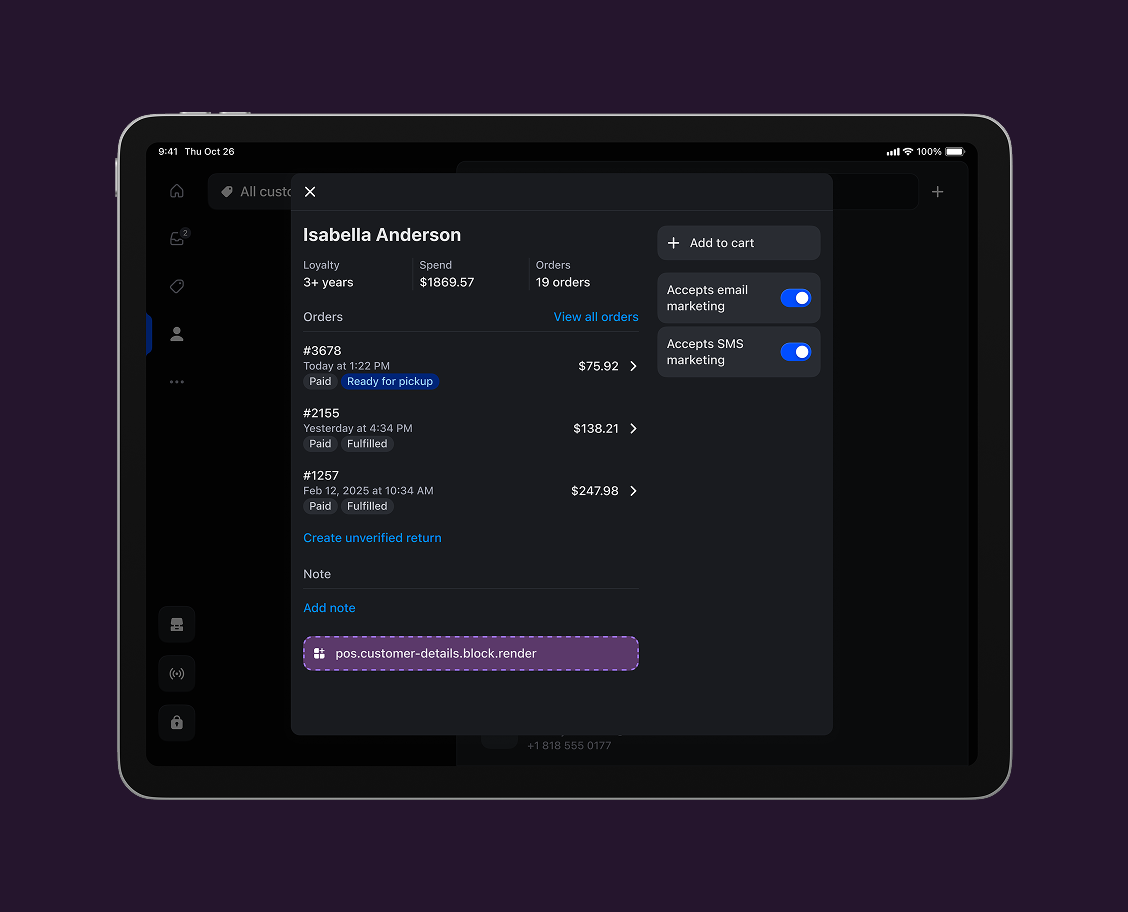 9:41 Thu Oct 26
100%
2
All custo
Isabella Anderson
Loyalty
3+ years
Spend
$1869.57
Orders
19 orders
Orders
View all orders
#3678
Today at 1:22 PM
Paid
Ready for pickup
$75.92
#2155
Yesterday at 4:34 PM
Paid
Fulfilled
$138.21
#1257
Feb 12, 2025 at 10:34 AM
Paid
Fulfilled
$247.98
Create unverified return
Note
Add note
pos.customer-details.block.render
Add to cart
Accepts email
marketing
Accepts SMS
marketing
+1 818 555 0177